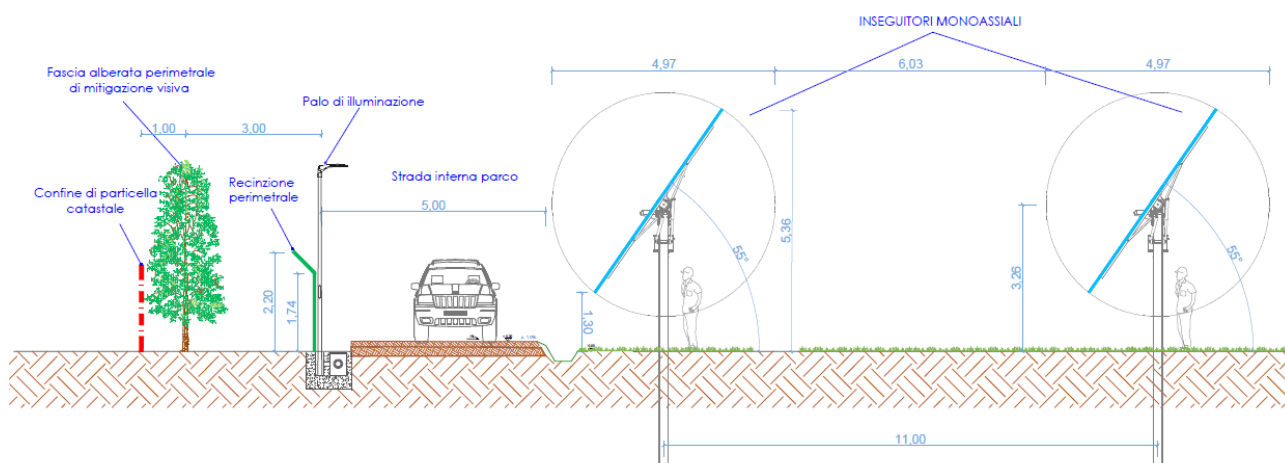 INSEGUITORI MONOASSIALI
4,97
6,03
4,97
Fascia alberata perimetrale
di mitigazione visiva
Palo di illuminazione
1,00
3,00
Confine di particella
catastale
Recinzione
perimetrale
Strada interna parco
5,00
2,20
1,74
1,30
5,36
55°
3,26
55°
11,00